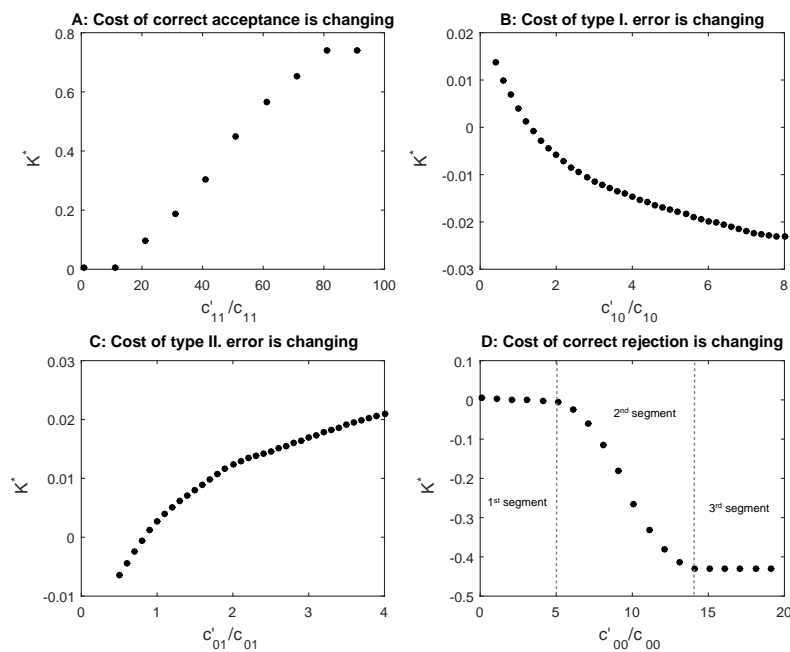 A: Cost of correct acceptance is changing
0.8
0.6
0.4
0.2
0
K*
0 20 40 60 80 100
c'11/c11
B: Cost of type I. error is changing
0.02
0.01
0
-0.01
-0.02
-0.03
K*
0 2 4 6 8
c'10/c10
C: Cost of type II. error is changing
0.03
0.02
0.01
0
-0.01
K*
0 1 2 3 4
c'01/c01
D: Cost of correct rejection is changing
0.1
0
-0.1
-0.2
-0.3
-0.4
-0.5
K*
1st segment
2nd segment
3rd segment
0 5 10 15 20
c'00/c00